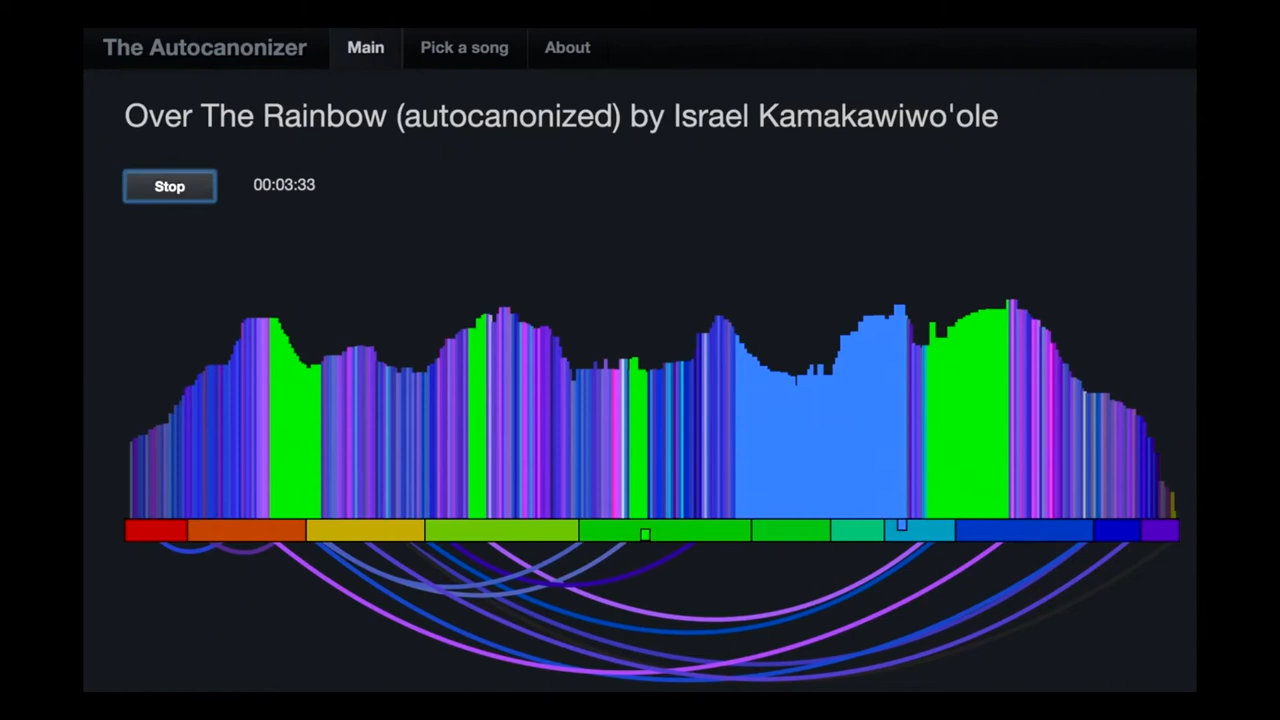 The Autocanonizer Main Pick a song About
Over The Rainbow (autocanonized) by Israel Kamakawiwo'ole
Stop 00:03:33